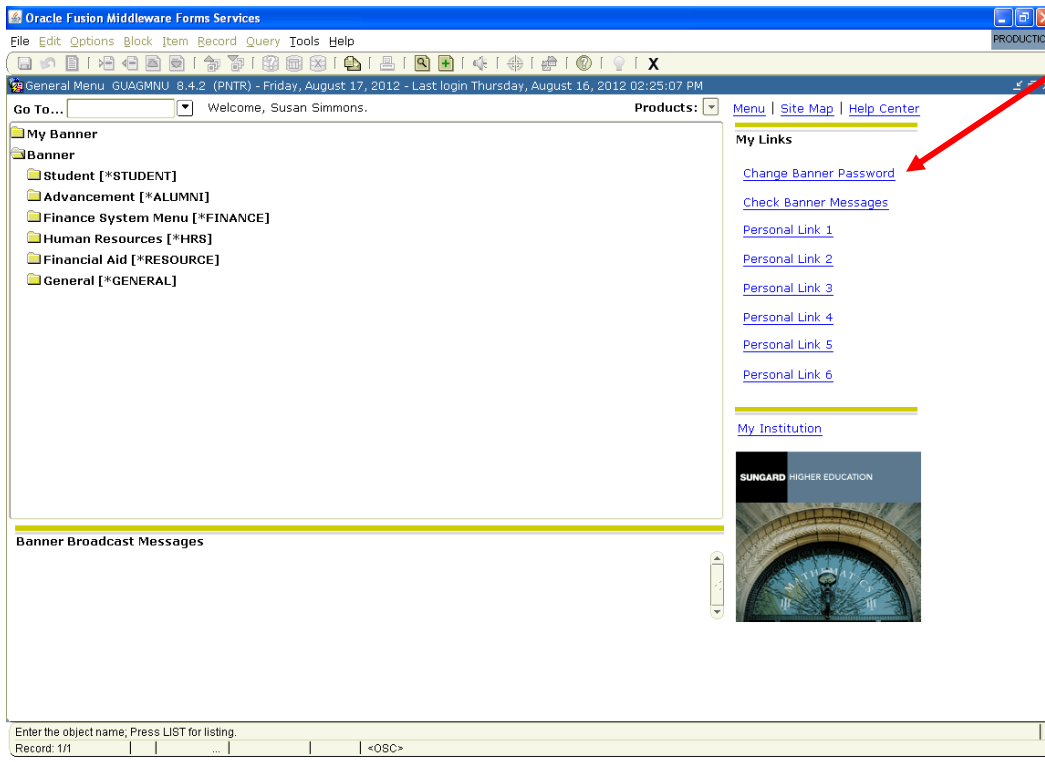 Oracle Fusion Middleware Forms Services
File Edit Options Block Item Record Query Tools Help
PRODUCTIO
X
General Menu GUAGMNU 8.4.2 (PNTR) - Friday, August 17, 2012 - Last login Thursday, August 16, 2012 02:25:07 PM
Go To... Welcome, Susan Simmons. Products: Menu | Site Map | Help Center
My Banner
Banner
Student [*STUDENT]
Advancement [*ALUMNI]
Finance System Menu [*FINANCE]
Human Resources [*HRS]
Financial Aid [*RESOURCE]
General [*GENERAL]
My Links
Change Banner Password
Check Banner Messages
Personal Link 1
Personal Link 2
Personal Link 3
Personal Link 4
Personal Link 5
Personal Link 6
My Institution
SUNGARD HIGHER EDUCATION
MATHEMATICS
Banner Broadcast Messages
Enter the object name; Press LIST for listing.
Record: 1/1 ... <OSC>